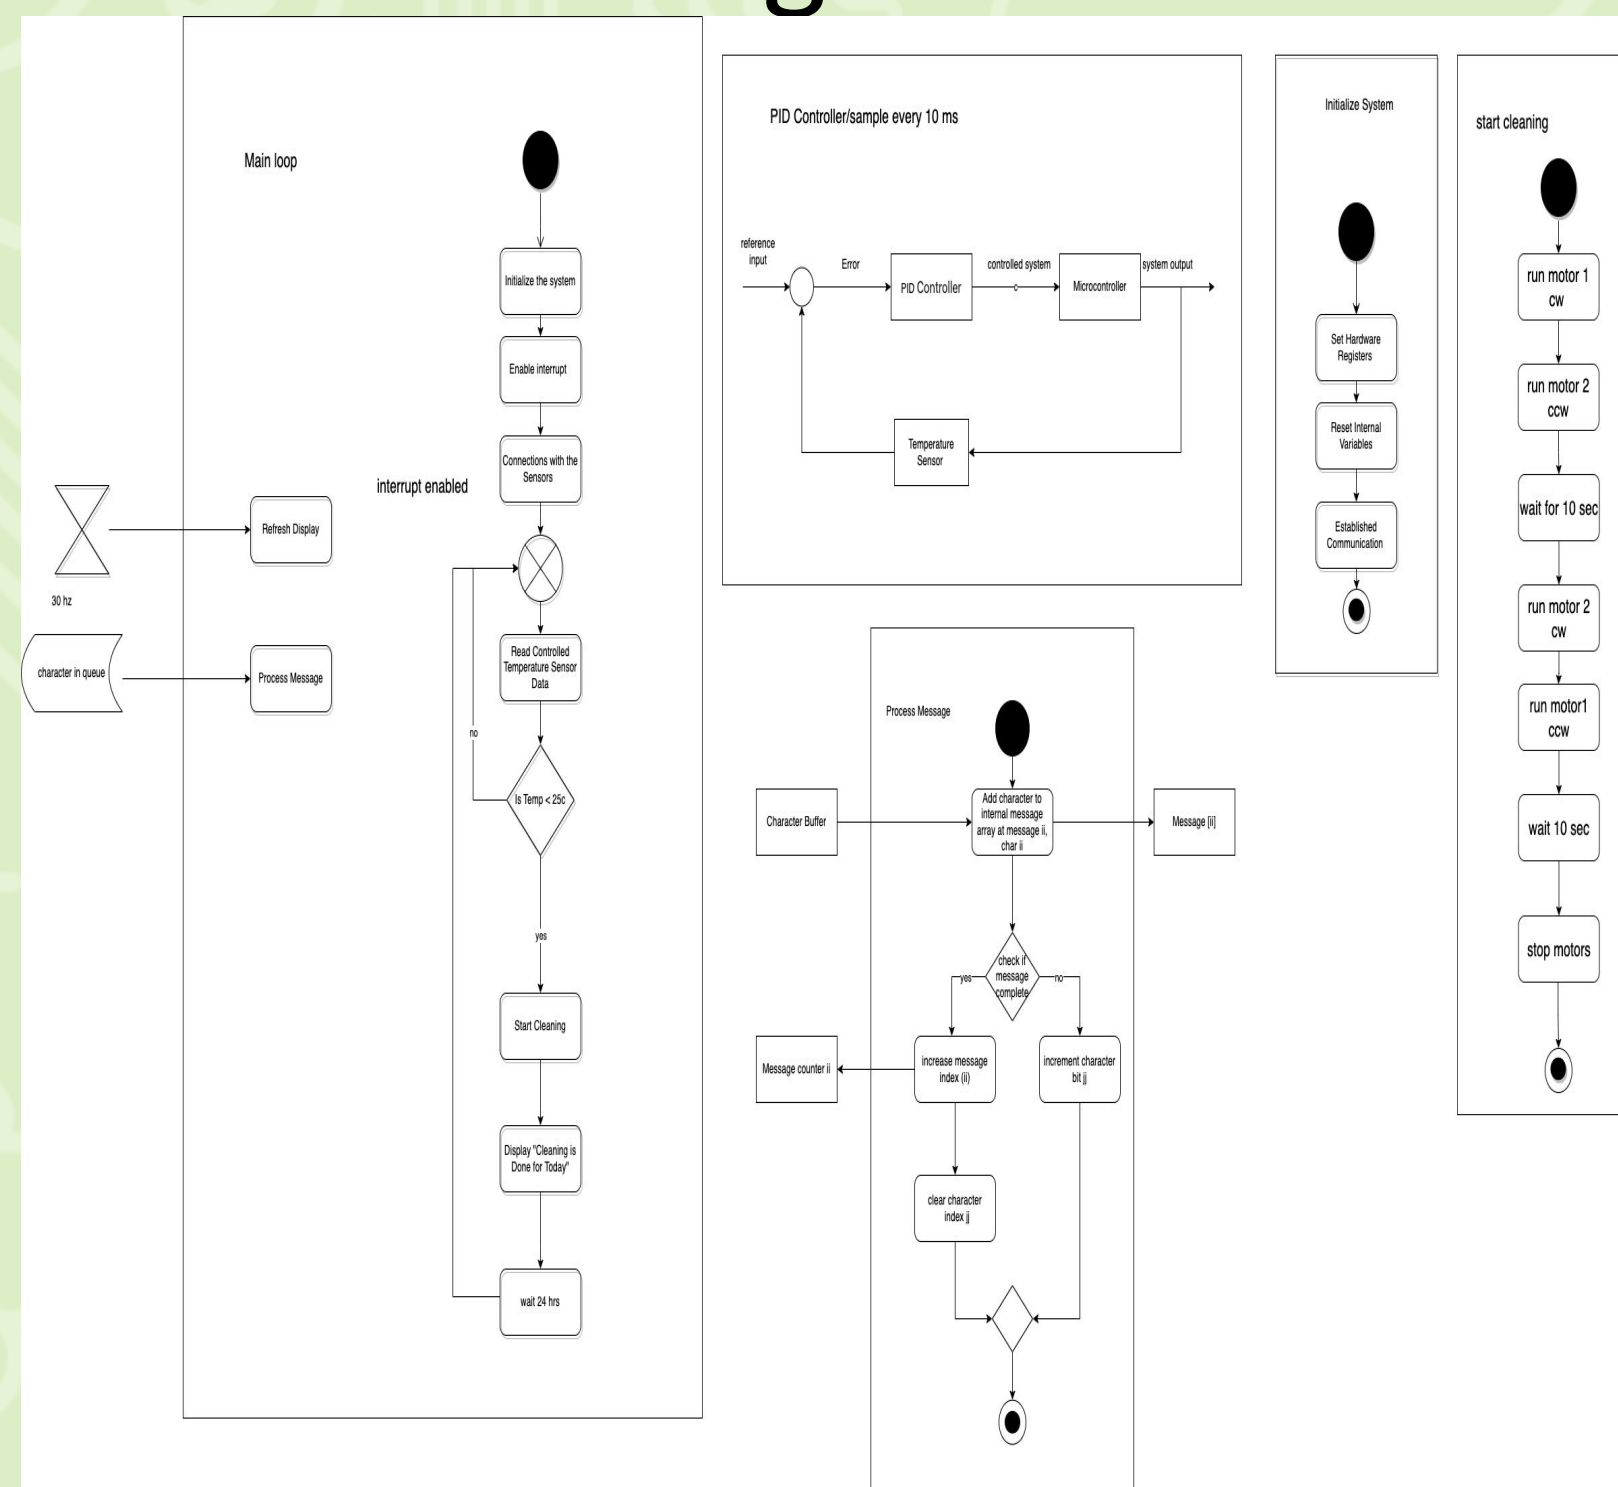 Main loop
Initialize the system
Enable interrupt
Connections with the
Sensors
interrupt enabled
Refresh Display
30 hz
character in queue
Process Message
Read Controlled
Temperature Sensor
Data
no
Is Temp < 25c
yes
Start Cleaning
Display "Cleaning is
Done for Today"
wait 24 hrs
PID Controller/sample every 10 ms
reference
input
Error
PID Controller
controlled system
c
Microcontroller
system output
Temperature
Sensor
Process Message
Character Buffer
Add character to
internal message
array at message ii,
char ii
Message [ii]
check if
message
complete
yes
no
Message counter ii
increase message
index (ii)
increment character
bit jj
clear character
index jj
Initialize System
Set Hardware
Registers
Reset Internal
Variables
Established
Communication
start cleaning
run motor 1
cw
run motor 2
ccw
wait for 10 sec
run motor 2
cw
run motor1
ccw
wait 10 sec
stop motors